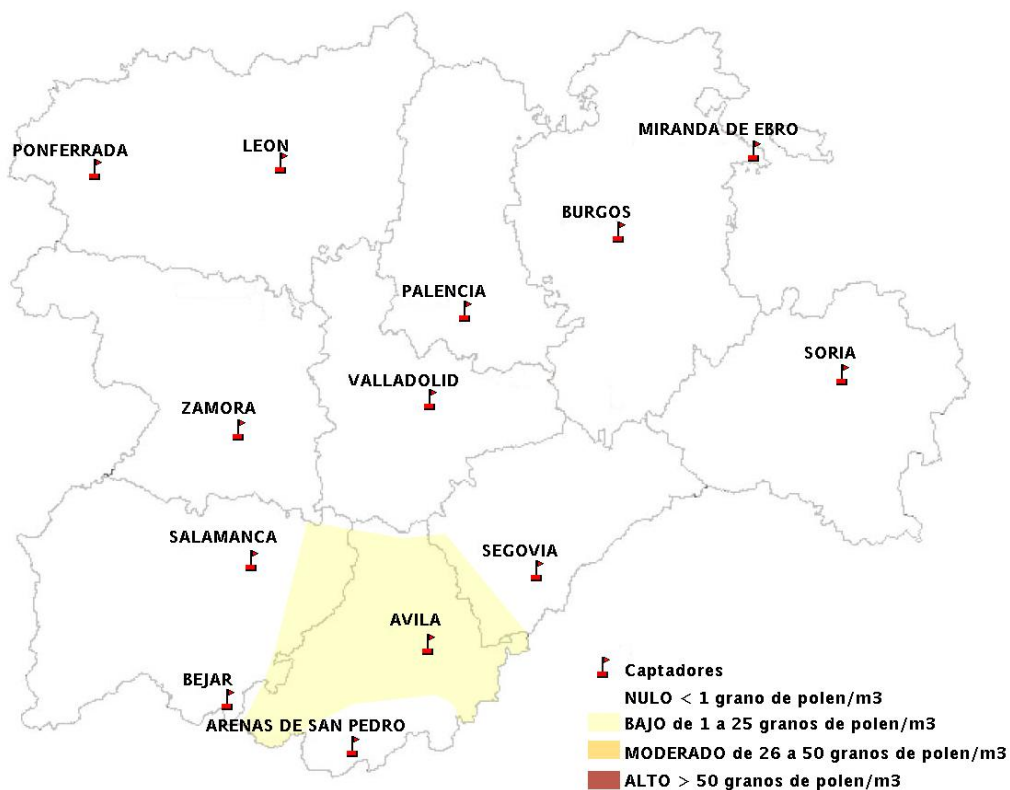 MIRANDA DE EBRO
PONFERRADA
LEON
BURGOS
PALENCIA
SORIA
VALLADOLID
ZAMORA
SALAMANCA
SEGOVIA
AVILA
BEJAR
ARENAS DE SAN PEDRO
Captadores
NULO < 1 grano de polen/m3
BAJO de 1 a 25 granos de polen/m3
MODERADO de 26 a 50 granos de polen/m3
ALTO > 50 granos de polen/m3